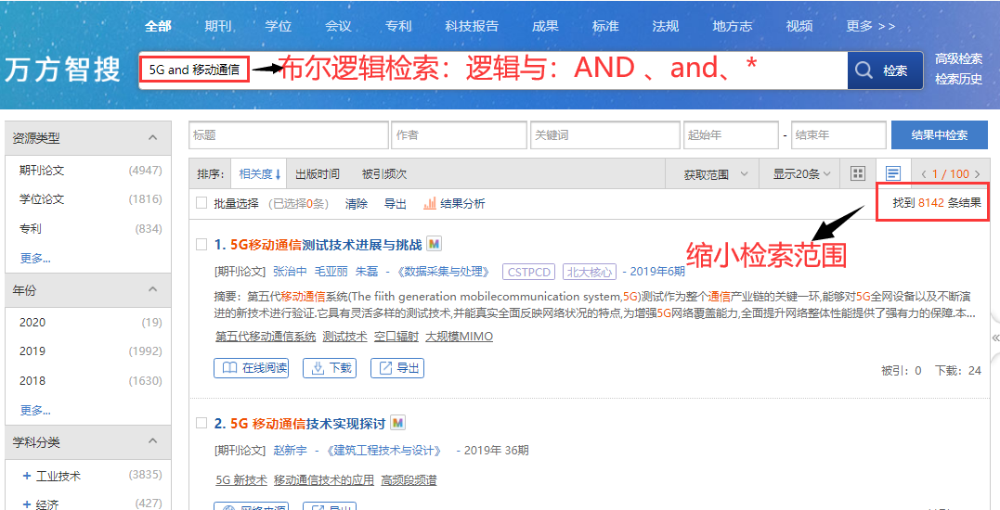 全部 期刊 学位 会议 专利 科技报告 成果 标准 法规 地方志 视频 更多 >>
万方智搜
5G and 移动通信
布尔逻辑检索：逻辑与：AND 、and、*
检索
高级检索
检索历史
资源类型
期刊论文 (4947)
学位论文 (1816)
专利 (834)
更多...
年份
2020 (19)
2019 (1992)
2018 (1630)
更多...
学科分类
+ 工业技术 (3835)
+ 经济 (427)
标题 作者 关键词 起始年 - 结束年 结果中检索
排序： 相关度↓ 出版时间 被引频次 获取范围 显示20条 < 1 / 100 >
批量选择 (已选择0条) 清除 导出 结果分析 找到 8142 条结果
缩小检索范围
1. 5G移动通信测试技术进展与挑战 M
[期刊论文] 张治中 毛亚丽 朱磊 - 《数据采集与处理》 CSTPCD 北大核心 - 2019年6期
摘要：第五代移动通信系统(The fiith generation mobilecommunication system,5G)测试作为整个通信产业链的关键一环,能够对5G全网设备以及不断演
进的新技术进行验证.它具有灵活多样的测试技术,并能真实全面反映网络状况的特点,为增强5G网络覆盖能力,全面提升网络整体性能提供了强有力的保障.本...
第五代移动通信系统 测试技术 空口辐射 大规模MIMO
在线阅读 下载 导出 被引：0 下载：24
2. 5G 移动通信技术实现探讨 M
[期刊论文] 赵新宇 - 《建筑工程技术与设计》 - 2019年 36期
5G 新技术 移动通信技术的应用 高频段频谱
网络来源 导出